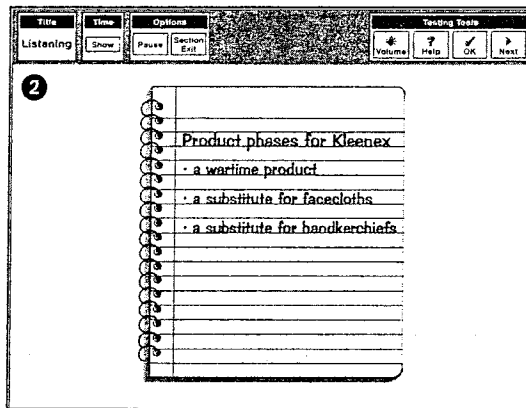 Title
Time
Options
Testing Tools
Listening
Show
Pause
Section Exit
Volume
? Help
OK
Next
2
Product phases for Kleenex
· a wartime product
· a substitute for facecloths
· a substitute for handkerchiefs